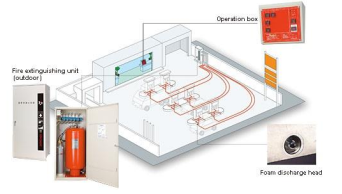 Operation box
Fire extinguishing unit
(outdoor)
Foam discharge head